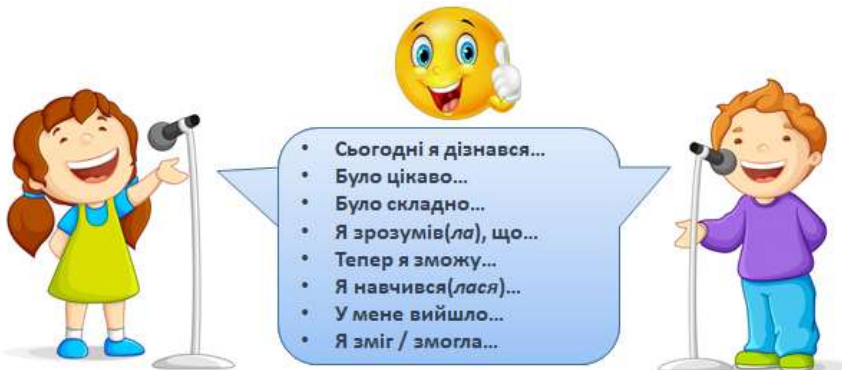 • Сьогодні я дізнався...
• Було цікаво...
• Було складно...
• Я зрозумів(ла), що...
• Тепер я зможу...
• Я навчився(лася)...
• У мене вийшло...
• Я зміг / змогла...